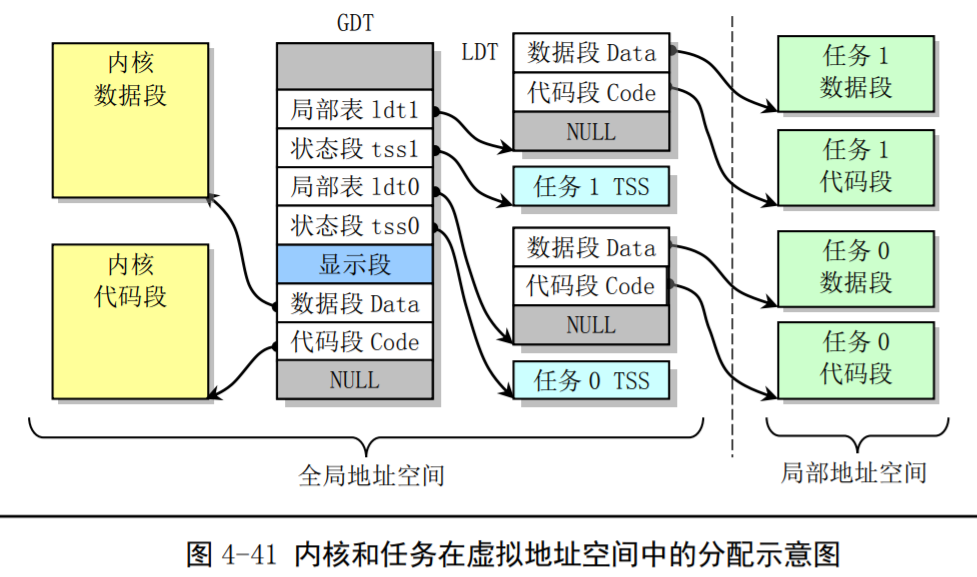 GDT
内核
数据段
内核
代码段
局部表 ldt1
状态段 tss1
局部表 ldt0
状态段 tss0
显示段
数据段 Data
代码段 Code
NULL
LDT
数据段 Data
代码段 Code
NULL
任务 1 TSS
数据段 Data
代码段 Code
NULL
任务 0 TSS
任务 1
数据段
任务 1
代码段
任务 0
数据段
任务 0
代码段
全局地址空间
局部地址空间
图 4-41 内核和任务在虚拟地址空间中的分配示意图